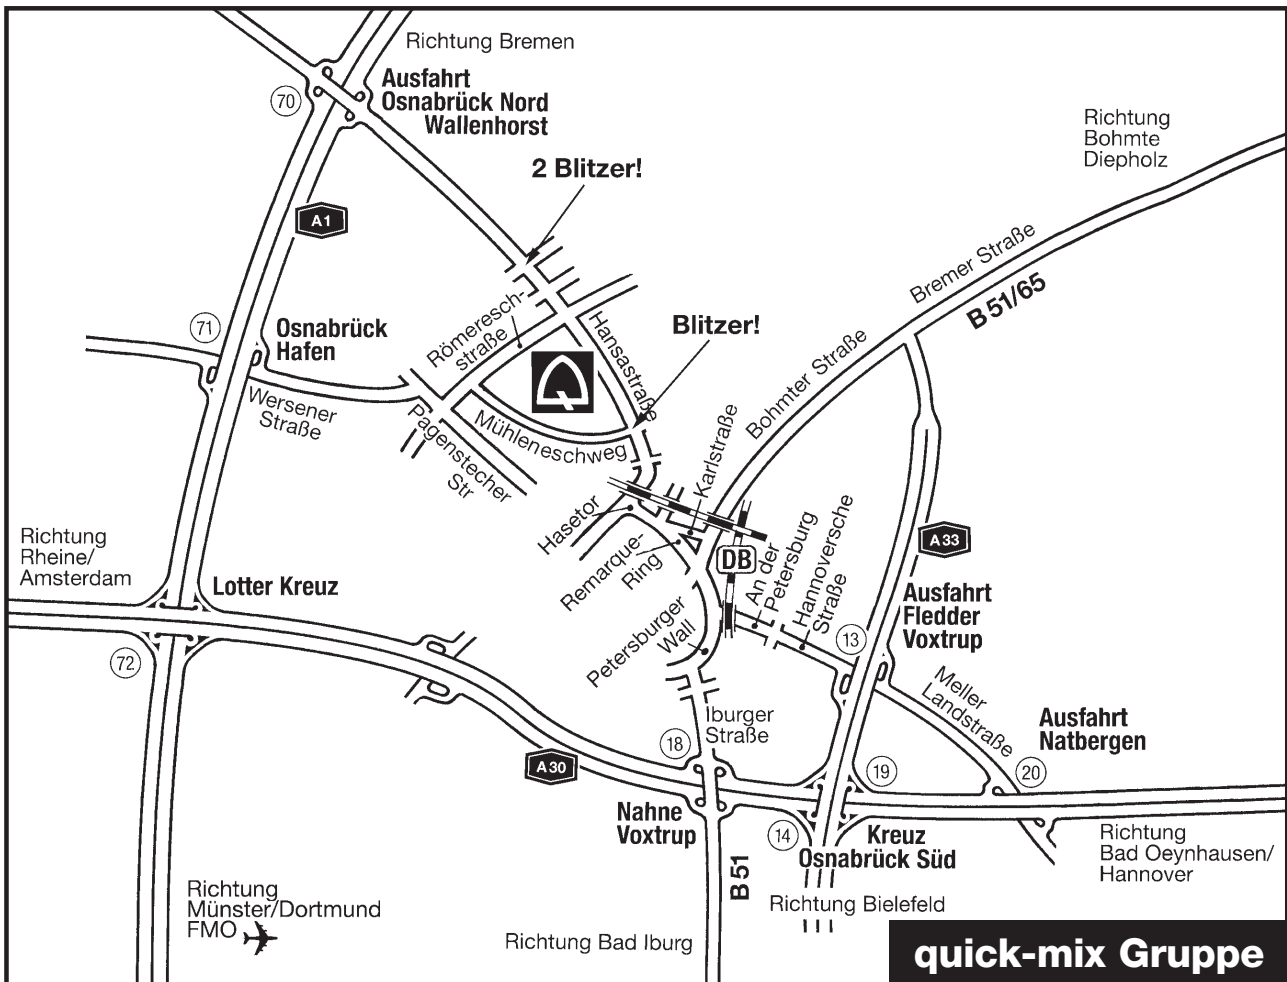 Richtung Bremen
Ausfahrt
Osnabrück Nord
Wallenhorst
70
Richtung
Bohmte
Diepholz
2 Blitzer!
A1
Bremer Straße
B 51/65
71
Osnabrück
Hafen
Römeresch-
straße
Hansastraße
Blitzer!
Bohmter Straße
Wersener
Straße
Pagenstecher
Str
Mühleneschweg
Karlstraße
Hasetor
Remarque-
Ring
DB
An der
Petersburg
Hannoversche
Straße
A33
Richtung
Rheine/
Amsterdam
Lotter Kreuz
Ausfahrt
Fledder
Voxtrup
13
72
Petersburger
Wall
Meller
Landstraße
Iburger
Straße
18
Ausfahrt
Natbergen
A30
19
20
Nahne
Voxtrup
14
Kreuz
Osnabrück Süd
Richtung
Bad Oeynhausen/
Hannover
B 51
Richtung
Münster/Dortmund
FMO
Richtung Bielefeld
Richtung Bad Iburg
quick-mix Gruppe